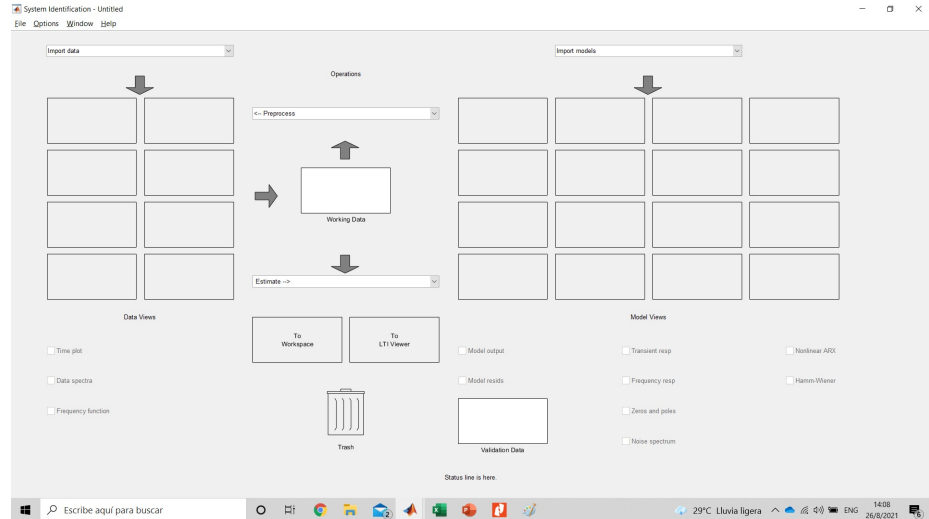 System Identification - Untitled
File Options Window Help
Import data
Import models
Operations
<-- Preprocess
Working Data
Estimate -->
Data Views
Model Views
To
Workspace
To
LTI Viewer
Time plot
Data spectra
Frequency function
Model output
Model resids
Transient resp
Frequency resp
Zeros and poles
Noise spectrum
Nonlinear ARX
Hamm-Wiener
Trash
Validation Data
Status line is here.
Escribe aquí para buscar
2
29°C Lluvia ligera
ENG
14:08
26/8/2021
6